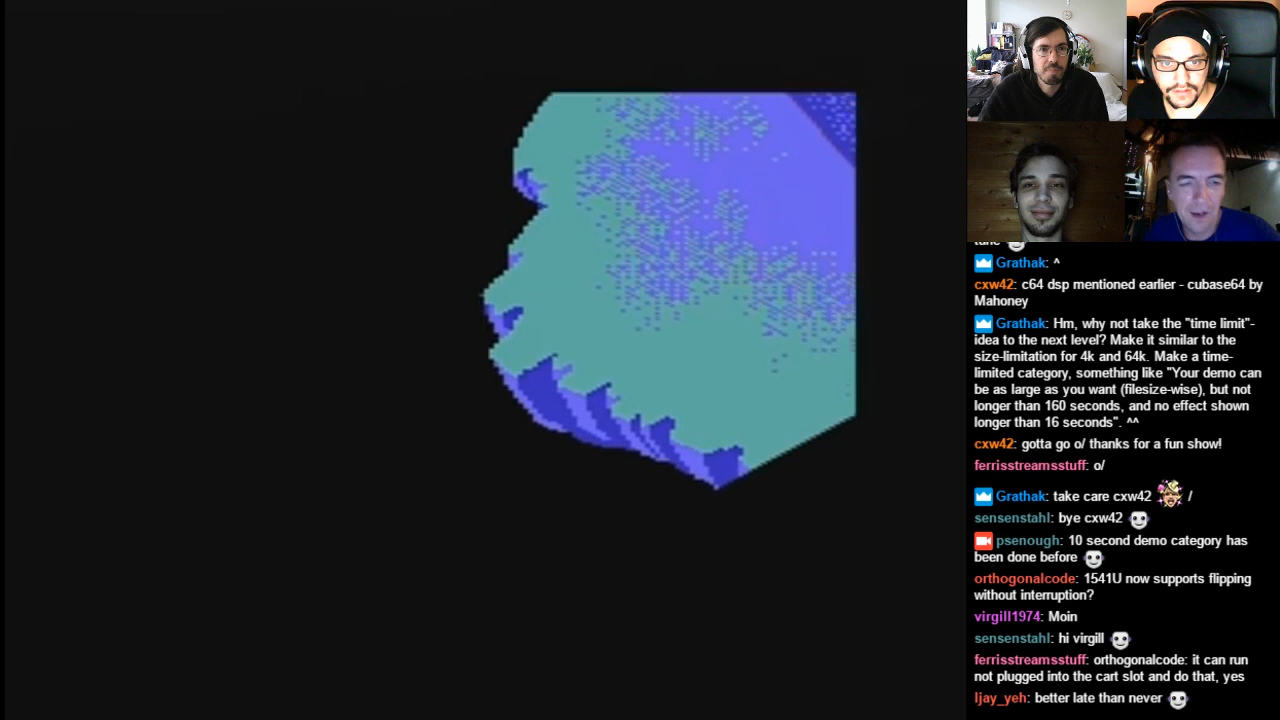 Grathak: ^
cxw42: c64 dsp mentioned earlier - cubase64 by
Mahoney
Grathak: Hm, why not take the "time limit"-
idea to the next level? Make it similar to the
size-limitation for 4k and 64k. Make a time-
limited category, something like "Your demo can
be as large as you want (filesize-wise), but not
longer than 160 seconds, and no effect shown
longer than 16 seconds". ^^
cxw42: gotta go o/ thanks for a fun show!
ferrisstreamsstuff: o/
Grathak: take care cxw42 /
sensenstahl: bye cxw42
psenough: 10 second demo category has
been done before
orthogonalcode: 1541U now supports flipping
without interruption?
virgill1974: Moin
sensenstahl: hi virgill
ferrisstreamsstuff: orthogonalcode: it can run
not plugged into the cart slot and do that, yes
ljay_yeh: better late than never